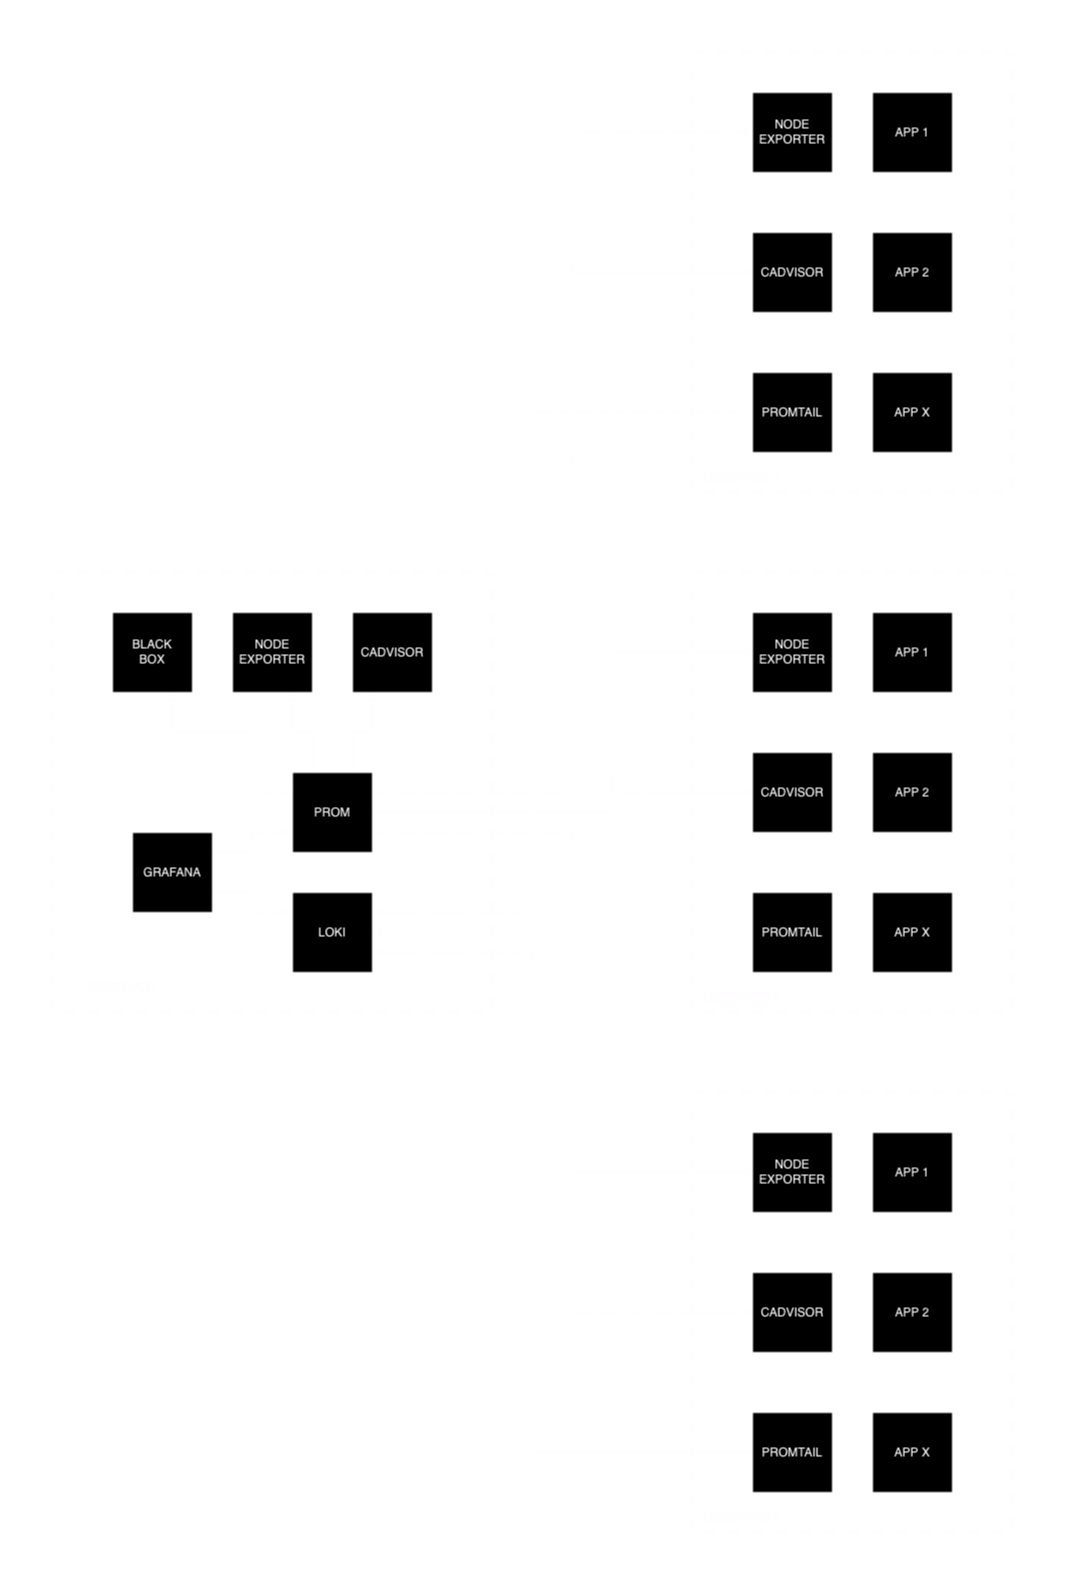 NODE
EXPORTER
APP 1
CADVISOR
APP 2
PROMTAIL
APP X
BLACK
BOX
NODE
EXPORTER
CADVISOR
PROM
GRAFANA
LOKI
NODE
EXPORTER
APP 1
CADVISOR
APP 2
PROMTAIL
APP X
NODE
EXPORTER
APP 1
CADVISOR
APP 2
PROMTAIL
APP X